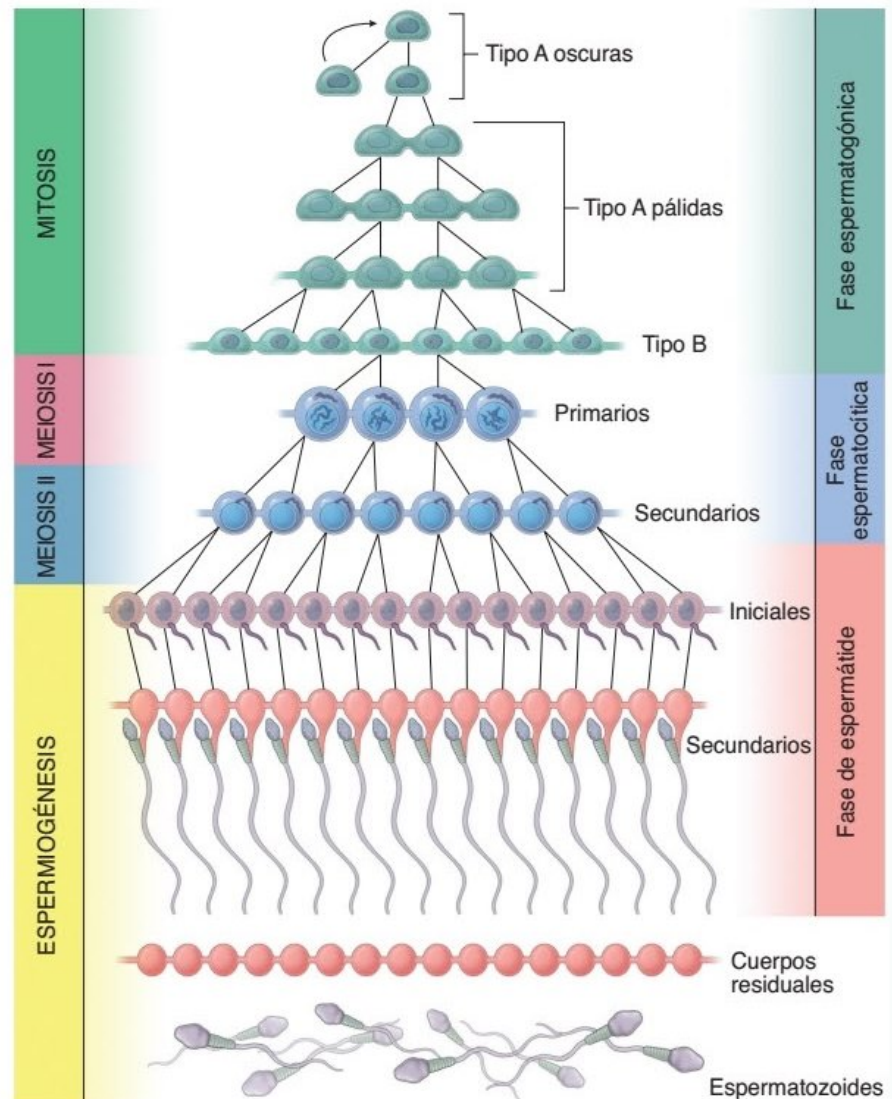 Tipo A oscuras
MITOSIS
Fase espermatogónica
Tipo A pálidas
Tipo B
MEIOSIS I
Primarios
Fase
espermatocítica
MEIOSIS II
Secundarios
Iniciales
ESPERMIOGÉNESIS
Secundarios
Fase de espermátide
Cuerpos
residuales
Espermatozoides